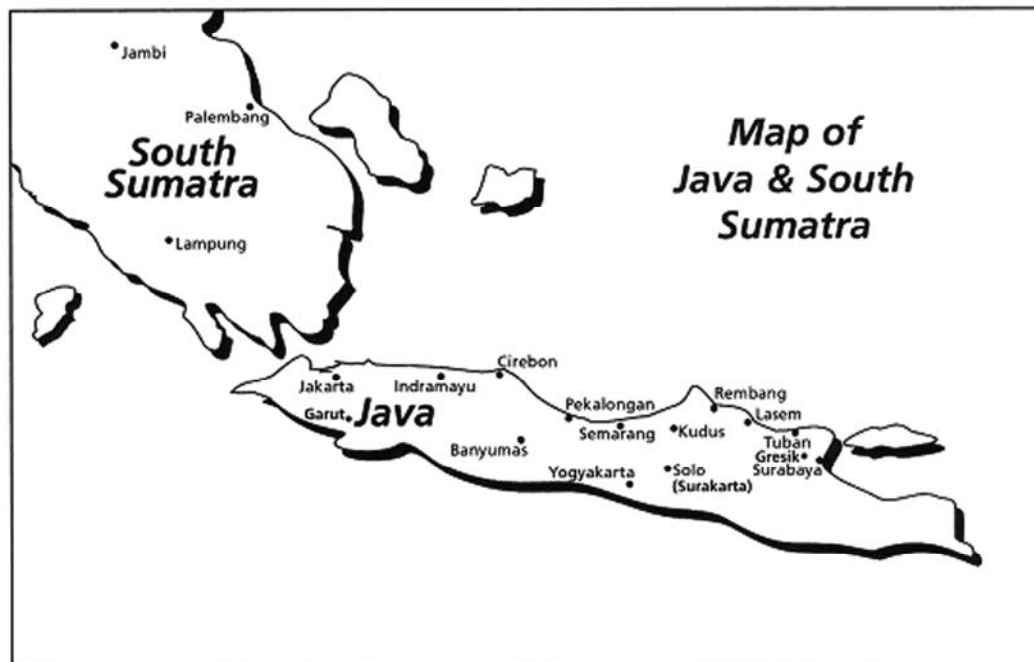 Jambi
Palembang
South
Sumatra
Lampung
Map of
Java & South
Sumatra
Cirebon
Jakarta
Indramayu
Garut
Java
Pekalongan
Rembang
Semarang
Kudus
Lasem
Banyumas
Tuban
Gresik
Surabaya
Yogyakarta
Solo
(Surakarta)